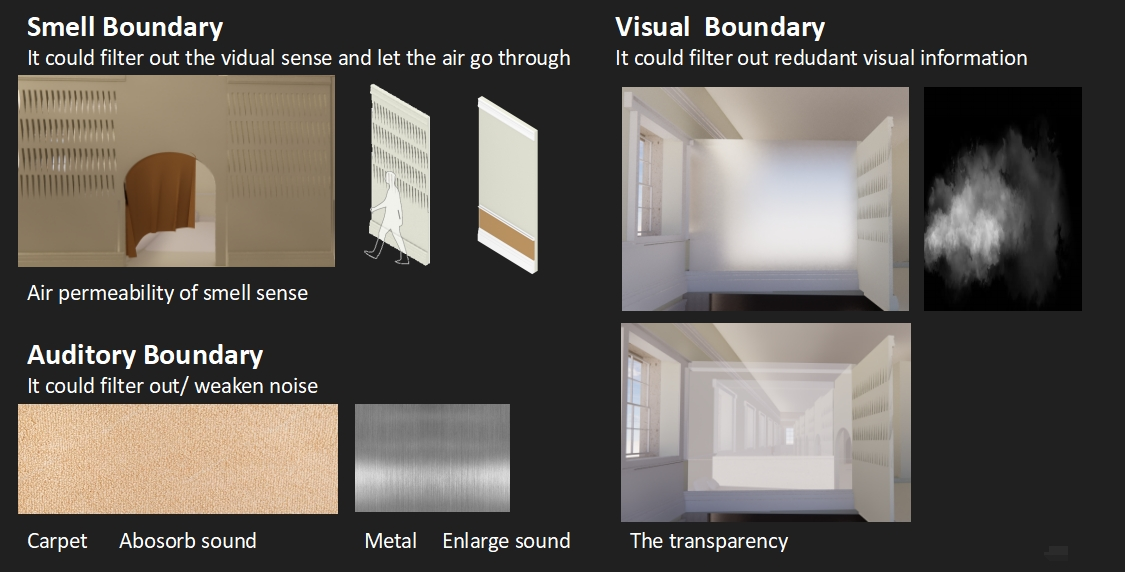 Smell Boundary
It could filter out the vidual sense and let the air go through
Air permeability of smell sense
Auditory Boundary
It could filter out/ weaken noise
Carpet Abosorb sound
Metal Enlarge sound
Visual Boundary
It could filter out redudant visual information
The transparency